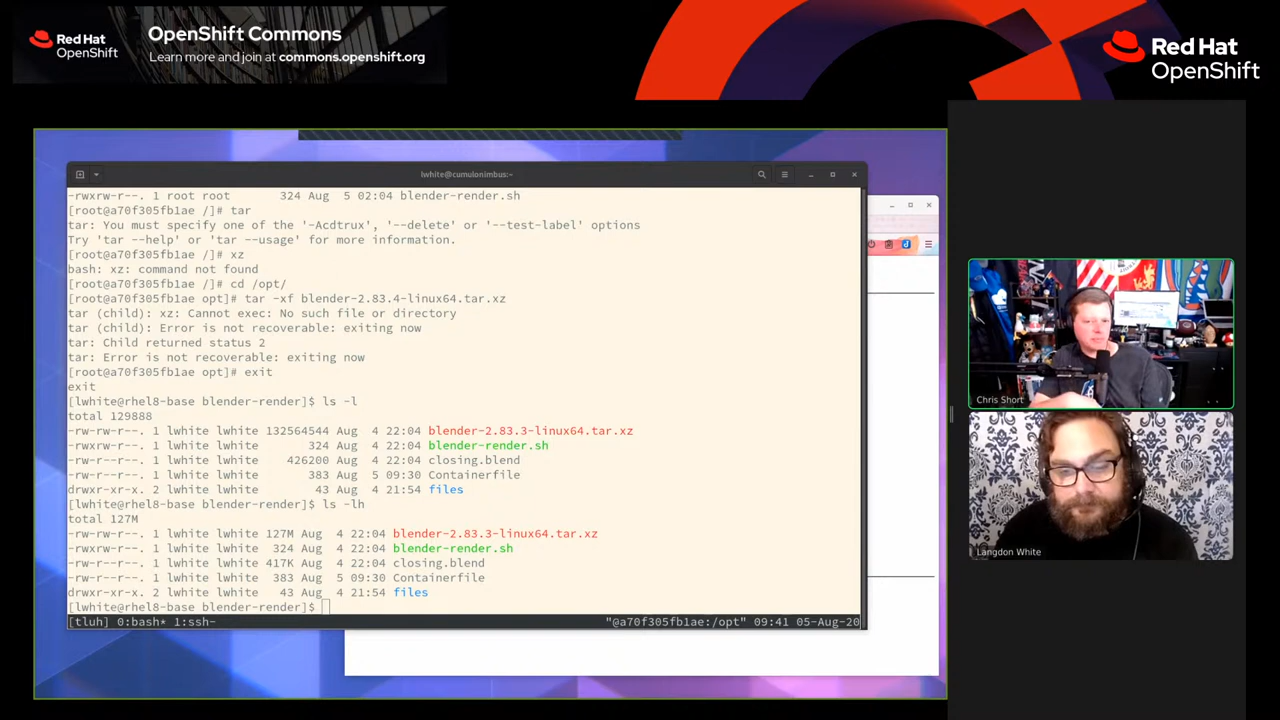 Red Hat
OpenShift
OpenShift Commons
Learn more and join at commons.openshift.org
Red Hat
OpenShift
lwhite@cumulonimbus:~
-rwxrw-r--. 1 root root 324 Aug 5 02:04 blender-render.sh
[root@a70f305fb1ae /]# tar
tar: You must specify one of the '-Acdtrux', '--delete' or '--test-label' options
Try 'tar --help' or 'tar --usage' for more information.
[root@a70f305fb1ae /]# xz
bash: xz: command not found
[root@a70f305fb1ae /]# cd /opt/
[root@a70f305fb1ae opt]# tar -xf blender-2.83.4-linux64.tar.xz
tar (child): xz: Cannot exec: No such file or directory
tar (child): Error is not recoverable: exiting now
tar: Child returned status 2
tar: Error is not recoverable: exiting now
[root@a70f305fb1ae opt]# exit
exit
[lwhite@rhel8-base blender-render]$ ls -l
total 129888
-rw-rw-r--. 1 lwhite lwhite 132564544 Aug 4 22:04 blender-2.83.3-linux64.tar.xz
-rwxrw-r--. 1 lwhite lwhite 324 Aug 4 22:04 blender-render.sh
-rw-r--r--. 1 lwhite lwhite 426200 Aug 4 22:04 closing.blend
-rw-rw-r--. 1 lwhite lwhite 383 Aug 5 09:30 Containerfile
drwxr-xr-x. 2 lwhite lwhite 43 Aug 4 21:54 files
[lwhite@rhel8-base blender-render]$ ls -lh
total 127M
-rw-rw-r--. 1 lwhite lwhite 127M Aug 4 22:04 blender-2.83.3-linux64.tar.xz
-rwxrw-r--. 1 lwhite lwhite 324 Aug 4 22:04 blender-render.sh
-rw-r--r--. 1 lwhite lwhite 417K Aug 4 22:04 closing.blend
-rw-rw-r--. 1 lwhite lwhite 383 Aug 5 09:30 Containerfile
drwxr-xr-x. 2 lwhite lwhite 43 Aug 4 21:54 files
[lwhite@rhel8-base blender-render]$
[tluh] 0:bash* 1:ssh- "@a70f305fb1ae:/opt" 09:41 05-Aug-20
Chris Short
Langdon White